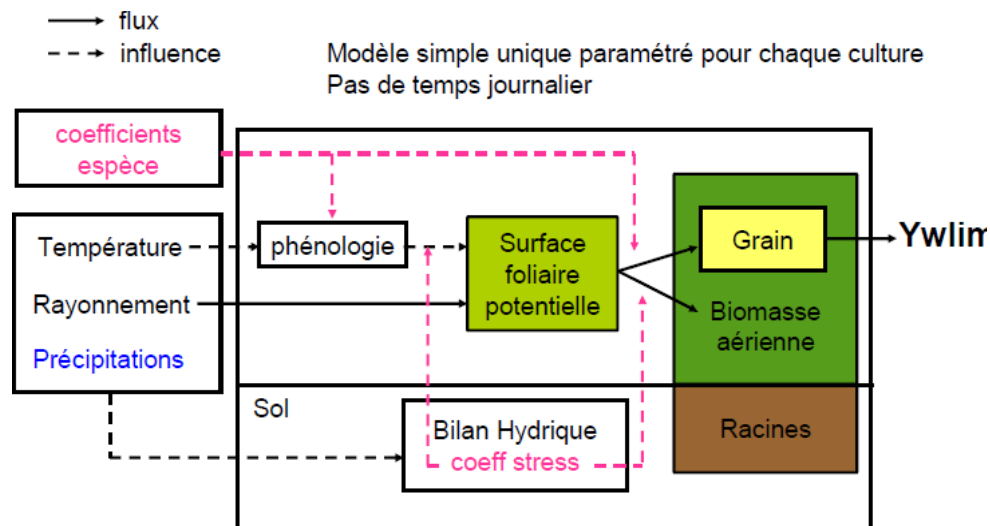 flux
influence
Modèle simple unique paramétré pour chaque culture
Pas de temps journalier
coefficients
espèce
Température
phénologie
Surface
foliaire
potentielle
Grain
Ywlim
Rayonnement
Biomasse
aérienne
Précipitations
Sol
Bilan Hydrique
coeff stress
Racines